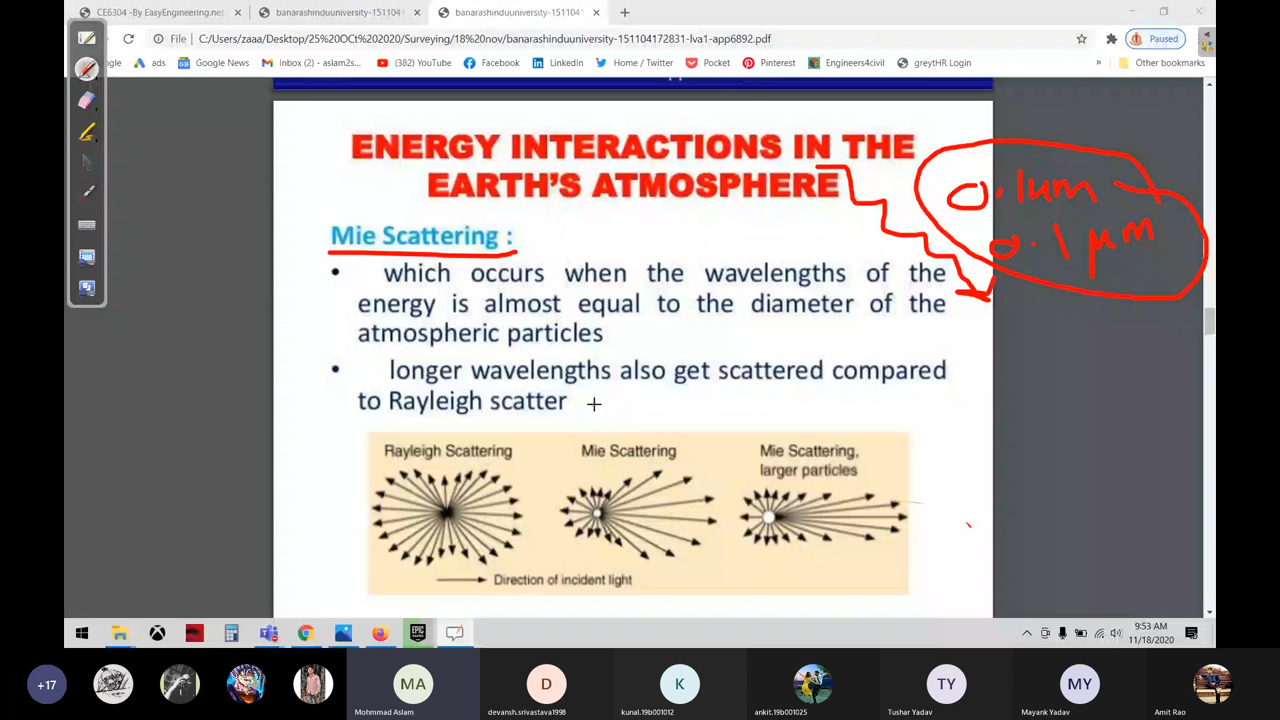 CE6304 -By EasyEngineering.net
banarashinduuniversity-151104
banarashinduuniversity-151104
File
C:/Users/zaaa/Desktop/25%20OCt%202020/Surveying/18%20nov/banarashinduuniversity-151104172831-lva1-app6892.pdf
Paused
gle
ads
Google News
Inbox (2) - aslam2s...
(382) YouTube
Facebook
LinkedIn
Home / Twitter
Pocket
Pinterest
Engineers4civil
greytHR Login
»
Other bookmarks
ENERGY INTERACTIONS IN THE
EARTH'S ATMOSPHERE
0.1um
0.1 μm
Mie Scattering :
• which occurs when the wavelengths of the
energy is almost equal to the diameter of the
atmospheric particles
• longer wavelengths also get scattered compared
to Rayleigh scatter
Rayleigh Scattering
Mie Scattering
Mie Scattering,
larger particles
Direction of incident light
EPIC
9:53 AM
11/18/2020
+17
MA
Mohmmad Aslam
D
devansh.srivastava1998
K
kunal.19b001012
ankit.19b001025
TY
Tushar Yadav
MY
Mayank Yadav
Amit Rao